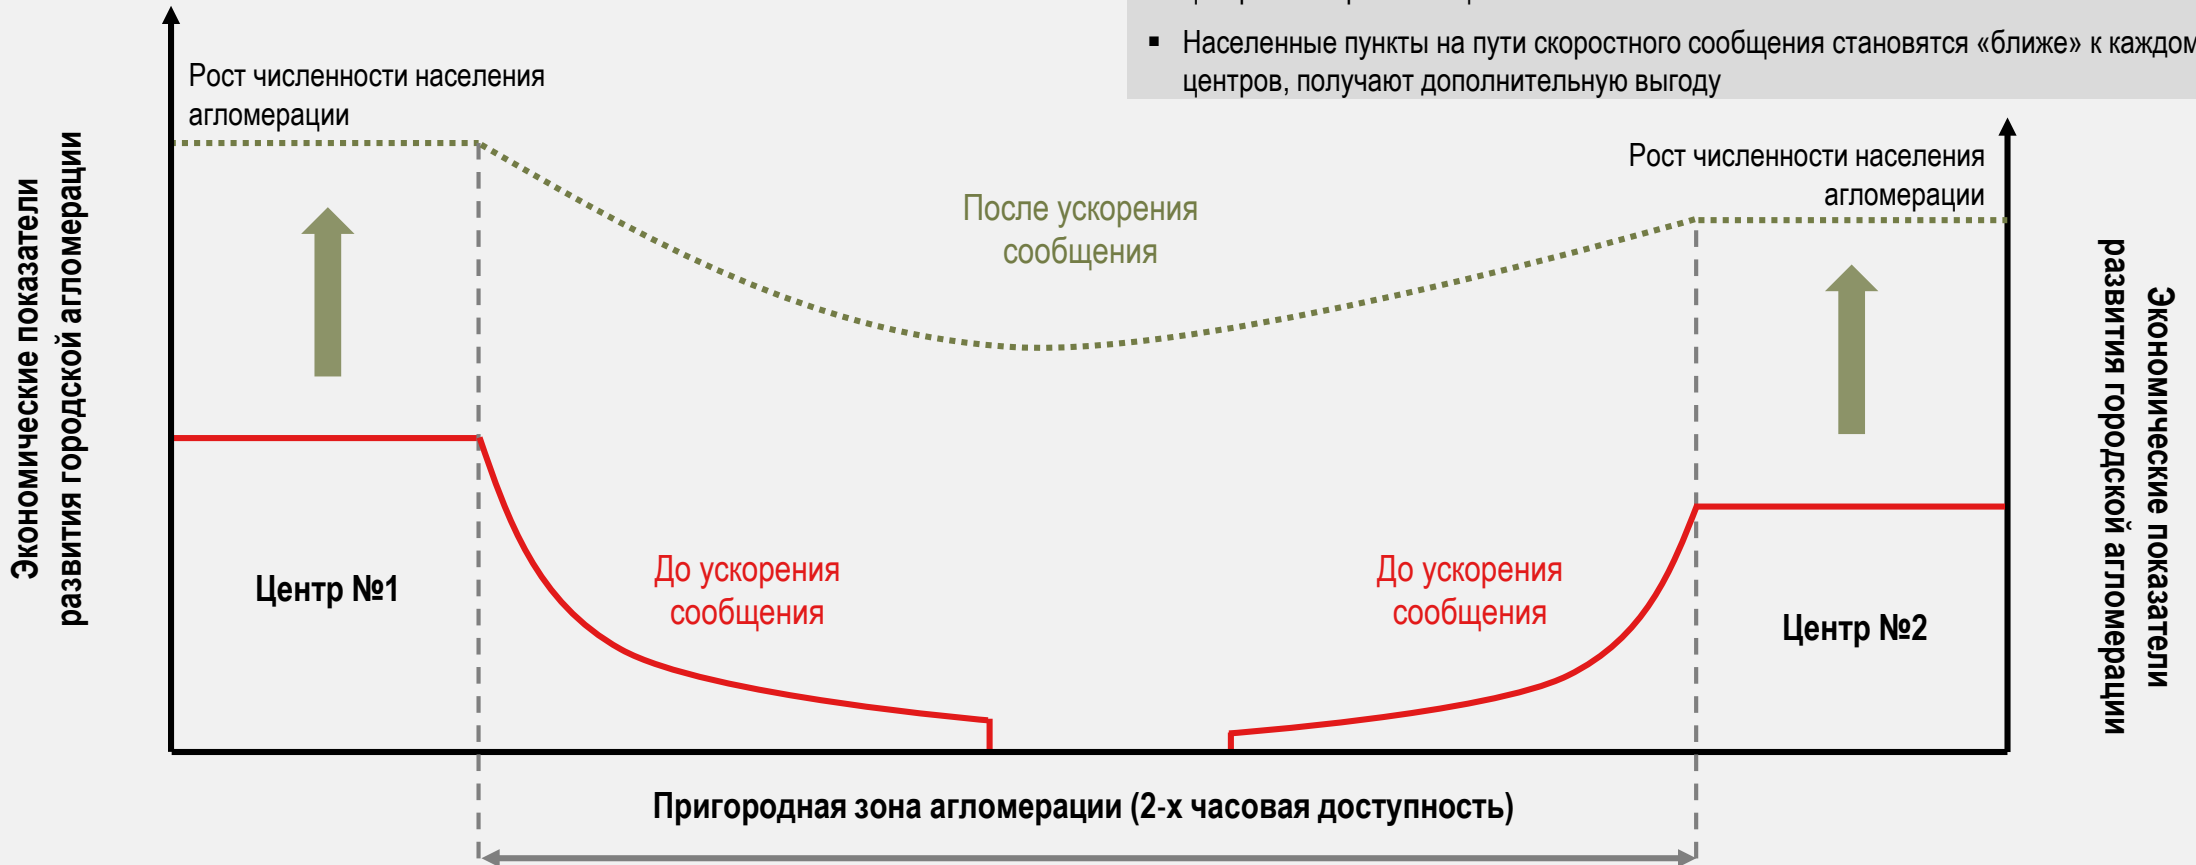 Населенные пункты на пути скоростного сообщения становятся «ближе» к
центров, получают дополнительную выгоду
Рост численности населения
агломерации
Рост численности населения
агломерации
Экономические показатели
развития городской агломерации
После ускорения
сообщения
Экономические показатели
развития городской агломерации
До ускорения
сообщения
До ускорения
сообщения
Центр №1
Центр №2
Пригородная зона агломерации (2-х часовая доступность)